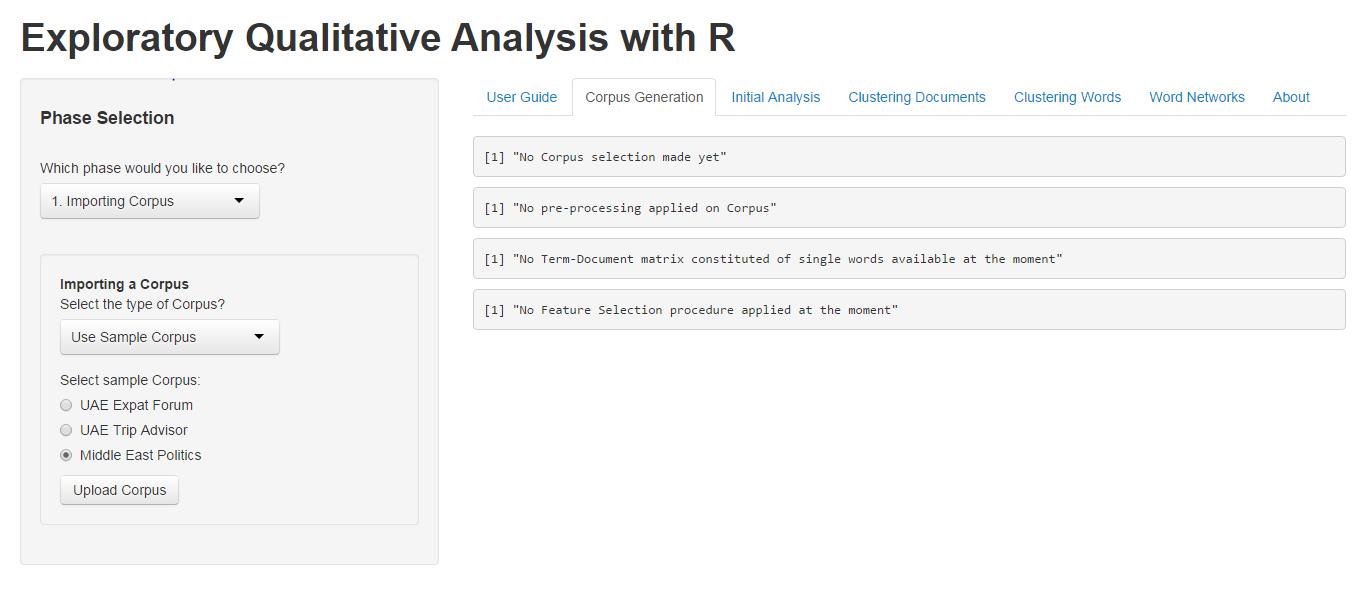 Exploratory Qualitative Analysis with R
Phase Selection
Which phase would you like to choose?
1. Importing Corpus
Importing a Corpus
Select the type of Corpus?
Use Sample Corpus
Select sample Corpus:
UAE Expat Forum
UAE Trip Advisor
Middle East Politics
Upload Corpus
User Guide Corpus Generation Initial Analysis Clustering Documents Clustering Words Word Networks About
[1] "No Corpus selection made yet"
[1] "No pre-processing applied on Corpus"
[1] "No Term-Document matrix constituted of single words available at the moment"
[1] "No Feature Selection procedure applied at the moment"